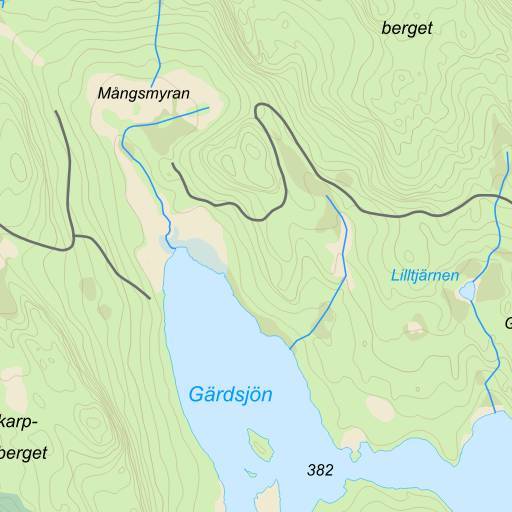 berget
Mångsmyran
Lilltjärnen
G
Gärdsjön
karp-
berget
382